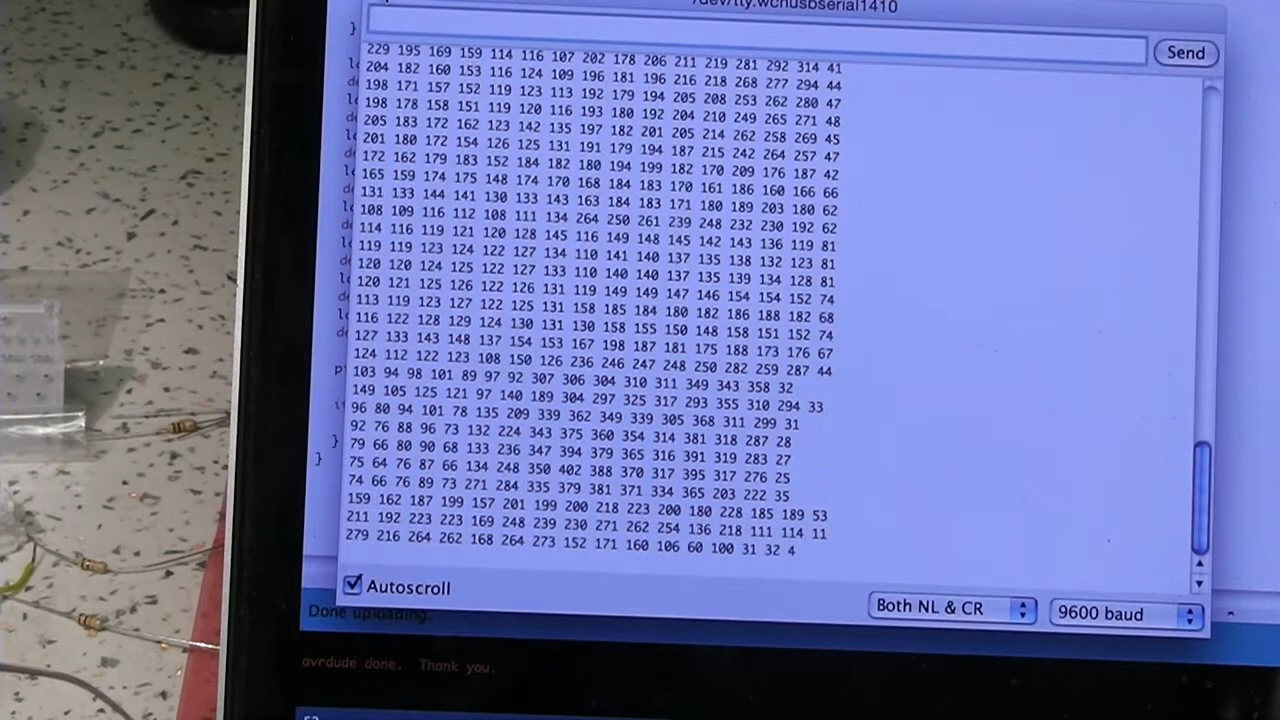 /dev/tty.wchusbserial1410
Send
229 195 169 159 114 116 107 202 178 206 211 219 281 292 314 41
204 182 160 153 116 124 109 196 181 196 216 218 268 277 294 44
198 171 157 152 119 123 113 192 179 194 205 208 253 262 280 47
198 178 158 151 119 120 116 193 180 192 204 210 249 265 271 48
205 183 172 162 123 142 135 197 182 201 205 214 262 258 269 45
201 180 172 154 126 125 131 191 179 194 187 215 242 264 257 47
172 162 179 183 152 184 182 180 194 199 182 170 209 176 187 42
165 159 174 175 148 174 170 168 184 183 170 161 186 160 166 66
131 133 144 141 130 133 143 163 184 183 171 180 189 203 180 62
108 109 116 112 108 111 134 264 250 261 239 248 232 230 192 62
114 116 119 121 120 128 145 116 149 148 145 142 143 136 119 81
119 119 123 124 122 127 134 110 141 140 137 135 138 132 123 81
120 120 124 125 122 127 133 110 140 140 137 135 139 134 128 81
120 121 125 126 122 126 131 119 149 149 147 146 154 154 152 74
113 119 123 127 122 125 131 158 185 184 180 182 186 188 182 68
116 122 128 129 124 130 131 130 158 155 150 148 158 151 152 74
127 133 143 148 137 154 153 167 198 187 181 175 188 173 176 67
124 112 122 123 108 150 126 236 246 247 248 250 282 259 287 44
103 94 98 101 89 97 92 307 306 304 310 311 349 343 358 32
149 105 125 121 97 140 189 304 297 325 317 293 355 310 294 33
96 80 94 101 78 135 209 339 362 349 339 305 368 311 299 31
92 76 88 96 73 132 224 343 375 360 354 314 381 318 287 28
79 66 80 90 68 133 236 347 394 379 365 316 391 319 283 27
75 64 76 87 66 134 248 350 402 388 370 317 395 317 276 25
74 66 76 89 73 271 284 335 379 381 371 334 365 203 222 35
159 162 187 199 157 201 199 200 218 223 200 180 228 185 189 53
211 192 223 223 169 248 239 230 271 262 254 136 218 111 114 11
279 216 264 262 168 264 273 152 171 160 106 60 100 31 32 4
Autoscroll
Both NL & CR
9600 baud
Done uploading.
avrdude done.  Thank you.